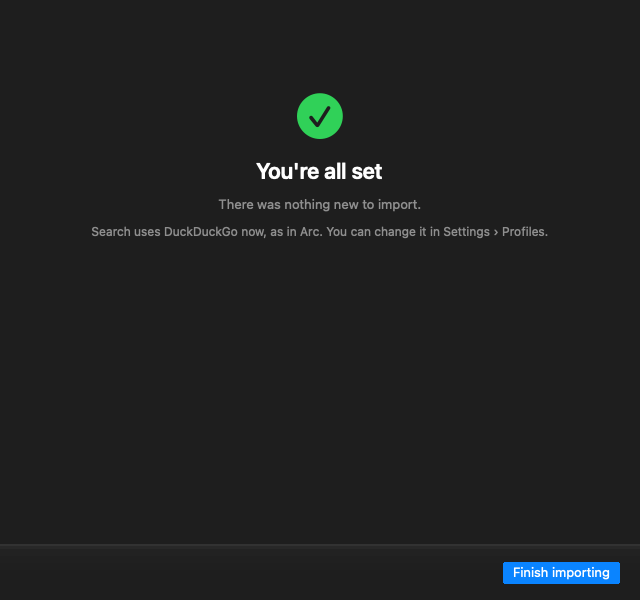 You're all set
There was nothing new to import.
Search uses DuckDuckGo now, as in Arc. You can change it in Settings › Profiles.
Finish importing